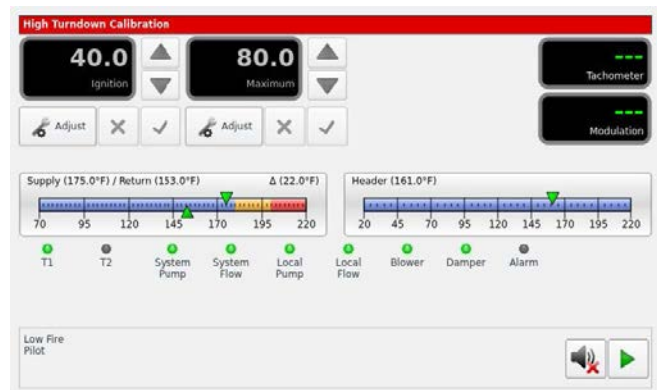 High Turndown Calibration
40.0
Ignition
80.0
Maximum
---
Tachometer
---
Modulation
Adjust
Adjust
Supply (175.0°F) / Return (153.0°F) Δ (22.0°F)
70 95 120 145 170 195 220
Header (161.0°F)
20 45 70 95 120 145 170 195 220
T1
T2
System
Pump
System
Flow
Local
Pump
Local
Flow
Blower
Damper
Alarm
Low Fire
Pilot